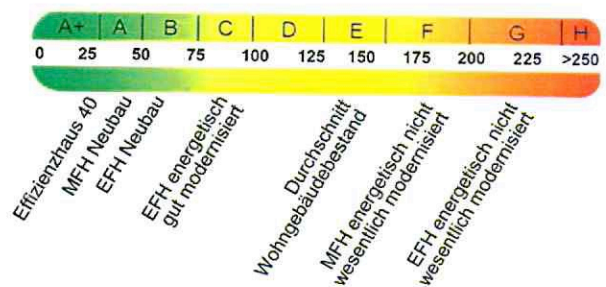 A+ A B C D E F G H
0 25 50 75 100 125 150 175 200 225 >250
Effizienzhaus 40
MFH Neubau
EFH Neubau
EFH energetisch
gut modernisiert
Durchschnitt
Wohngebäudebestand
MFH energetisch nicht
wesentlich modernisiert
EFH energetisch nicht
wesentlich modernisiert